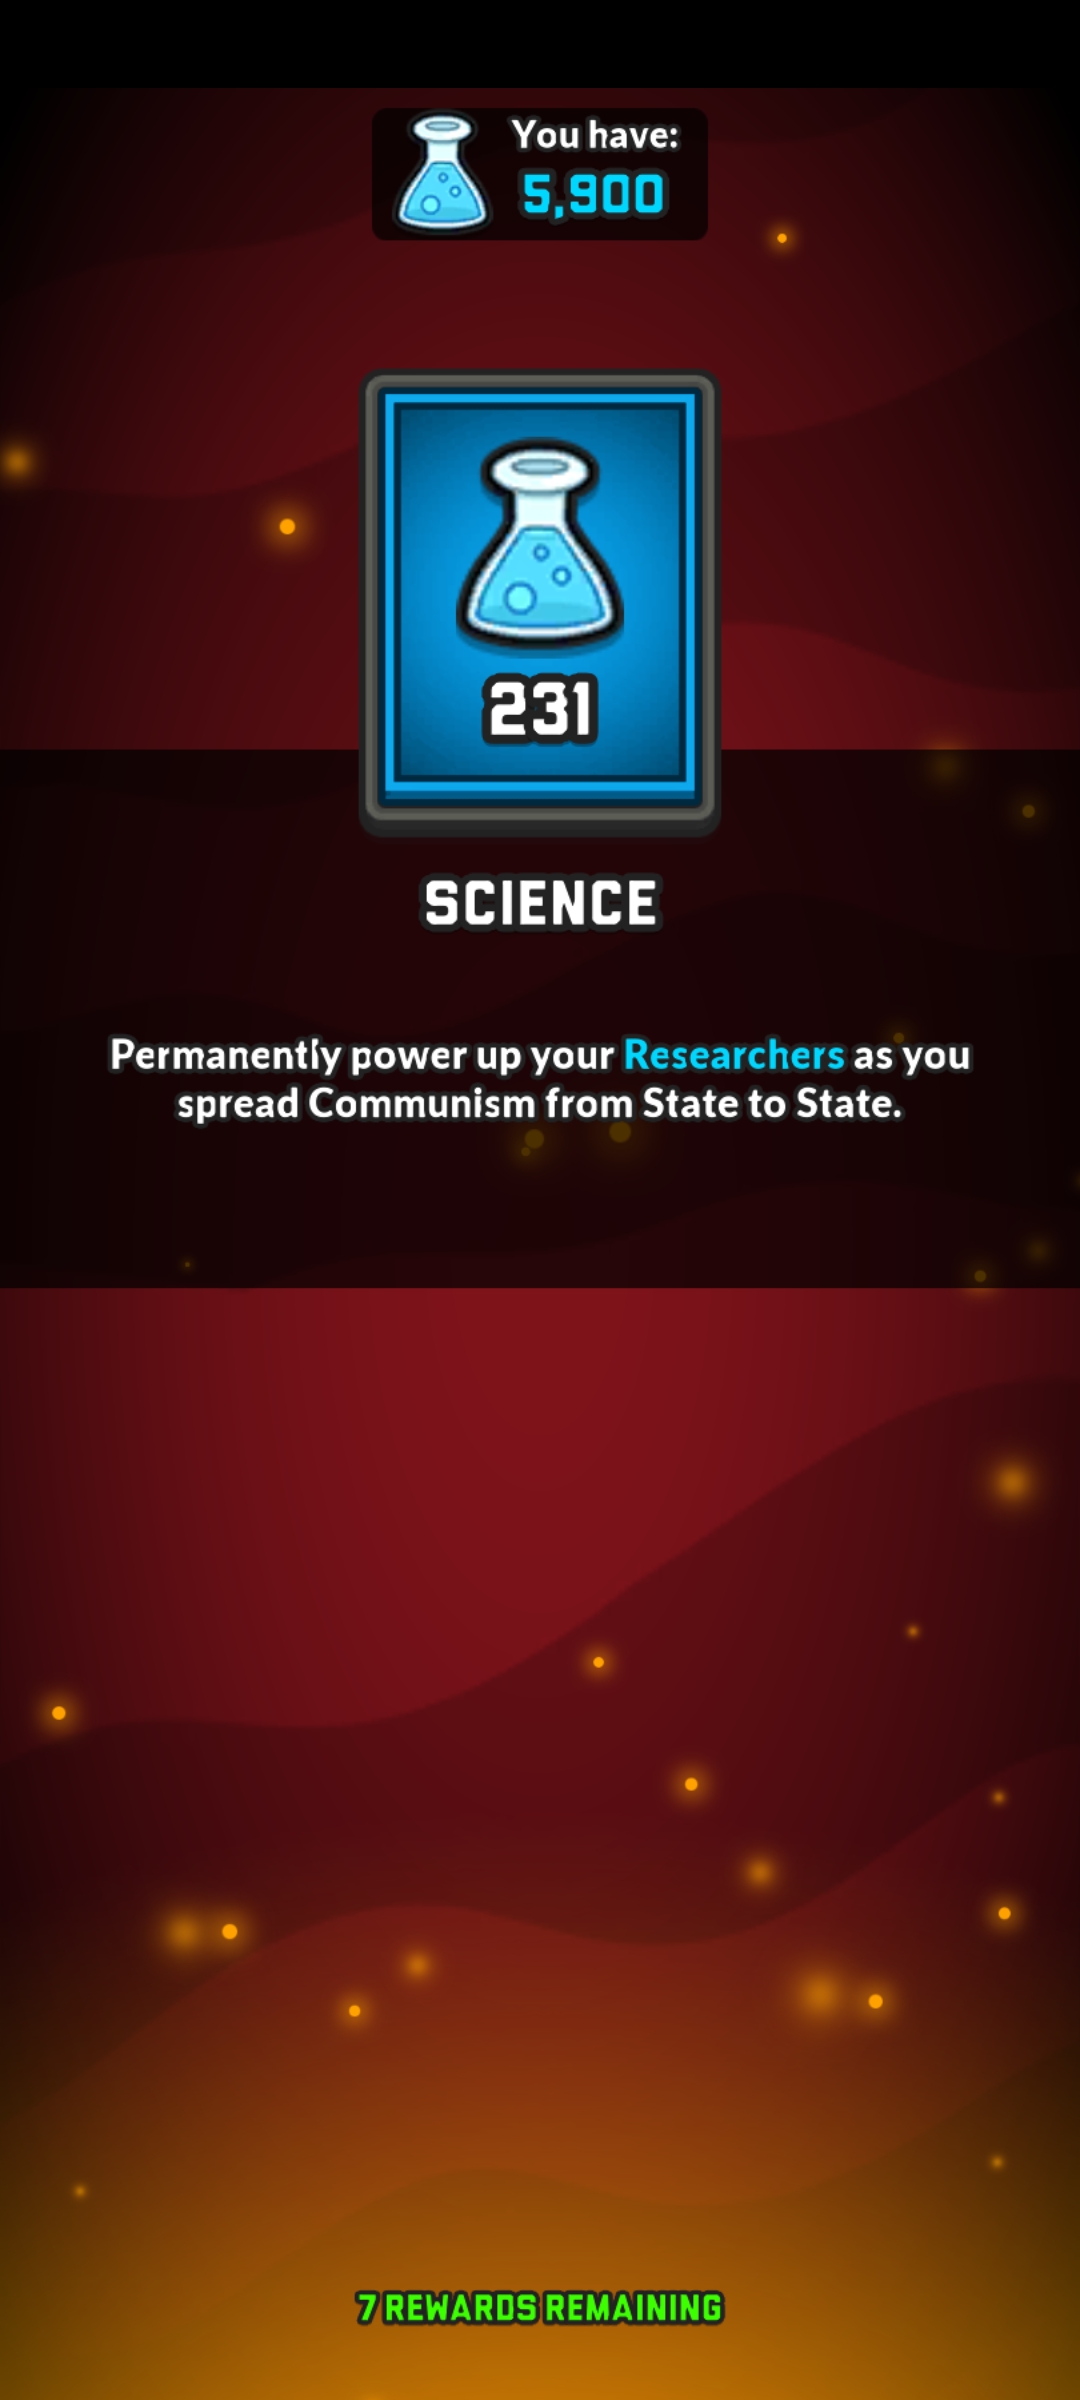 You have:
5,900
231
SCIENCE
Permanently power up your Researchers as you
spread Communism from State to State.
7 REWARDS REMAINING